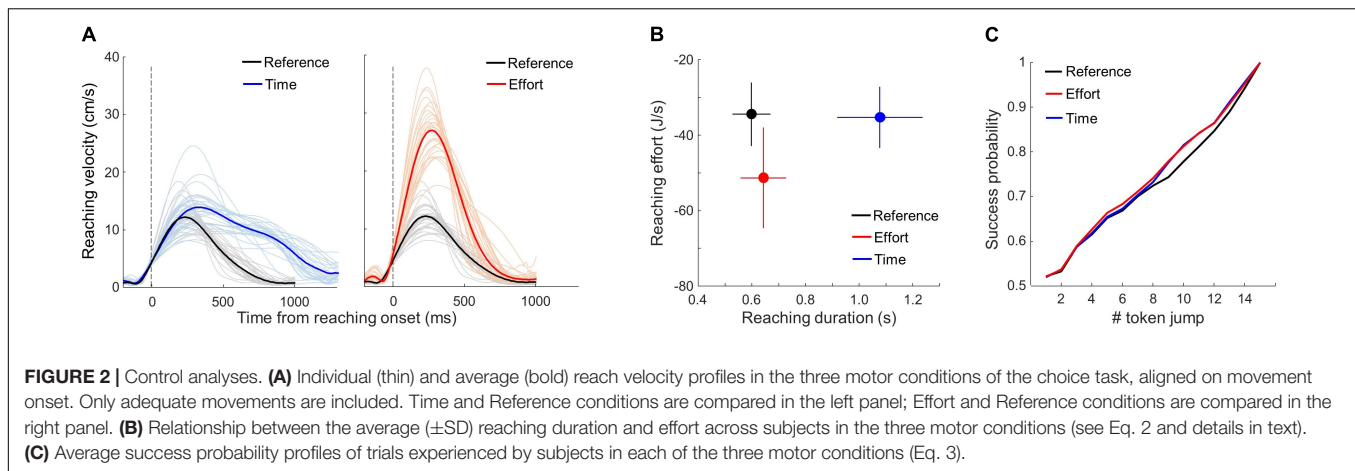 A
B
C
40
30
20
10
0
Reaching velocity (cm/s)
Reference
Time
Reference
Effort
0
500
1000
0
500
1000
Time from reaching onset (ms)
-20
-40
-60
-80
Reaching effort (J/s)
Reference
Effort
Time
0.4
0.6
0.8
1.0
1.2
Reaching duration (s)
1
0.9
0.8
0.7
0.6
0.5
Success probability
Reference
Effort
Time
2
4
6
8
10
12
14
# token jump
FIGURE 2 | Control analyses. (A) Individual (thin) and average (bold) reach velocity profiles in the three motor conditions of the choice task, aligned on movement
onset. Only adequate movements are included. Time and Reference conditions are compared in the left panel; Effort and Reference conditions are compared in the
right panel. (B) Relationship between the average (±SD) reaching duration and effort across subjects in the three motor conditions (see Eq. 2 and details in text).
(C) Average success probability profiles of trials experienced by subjects in each of the three motor conditions (Eq. 3).